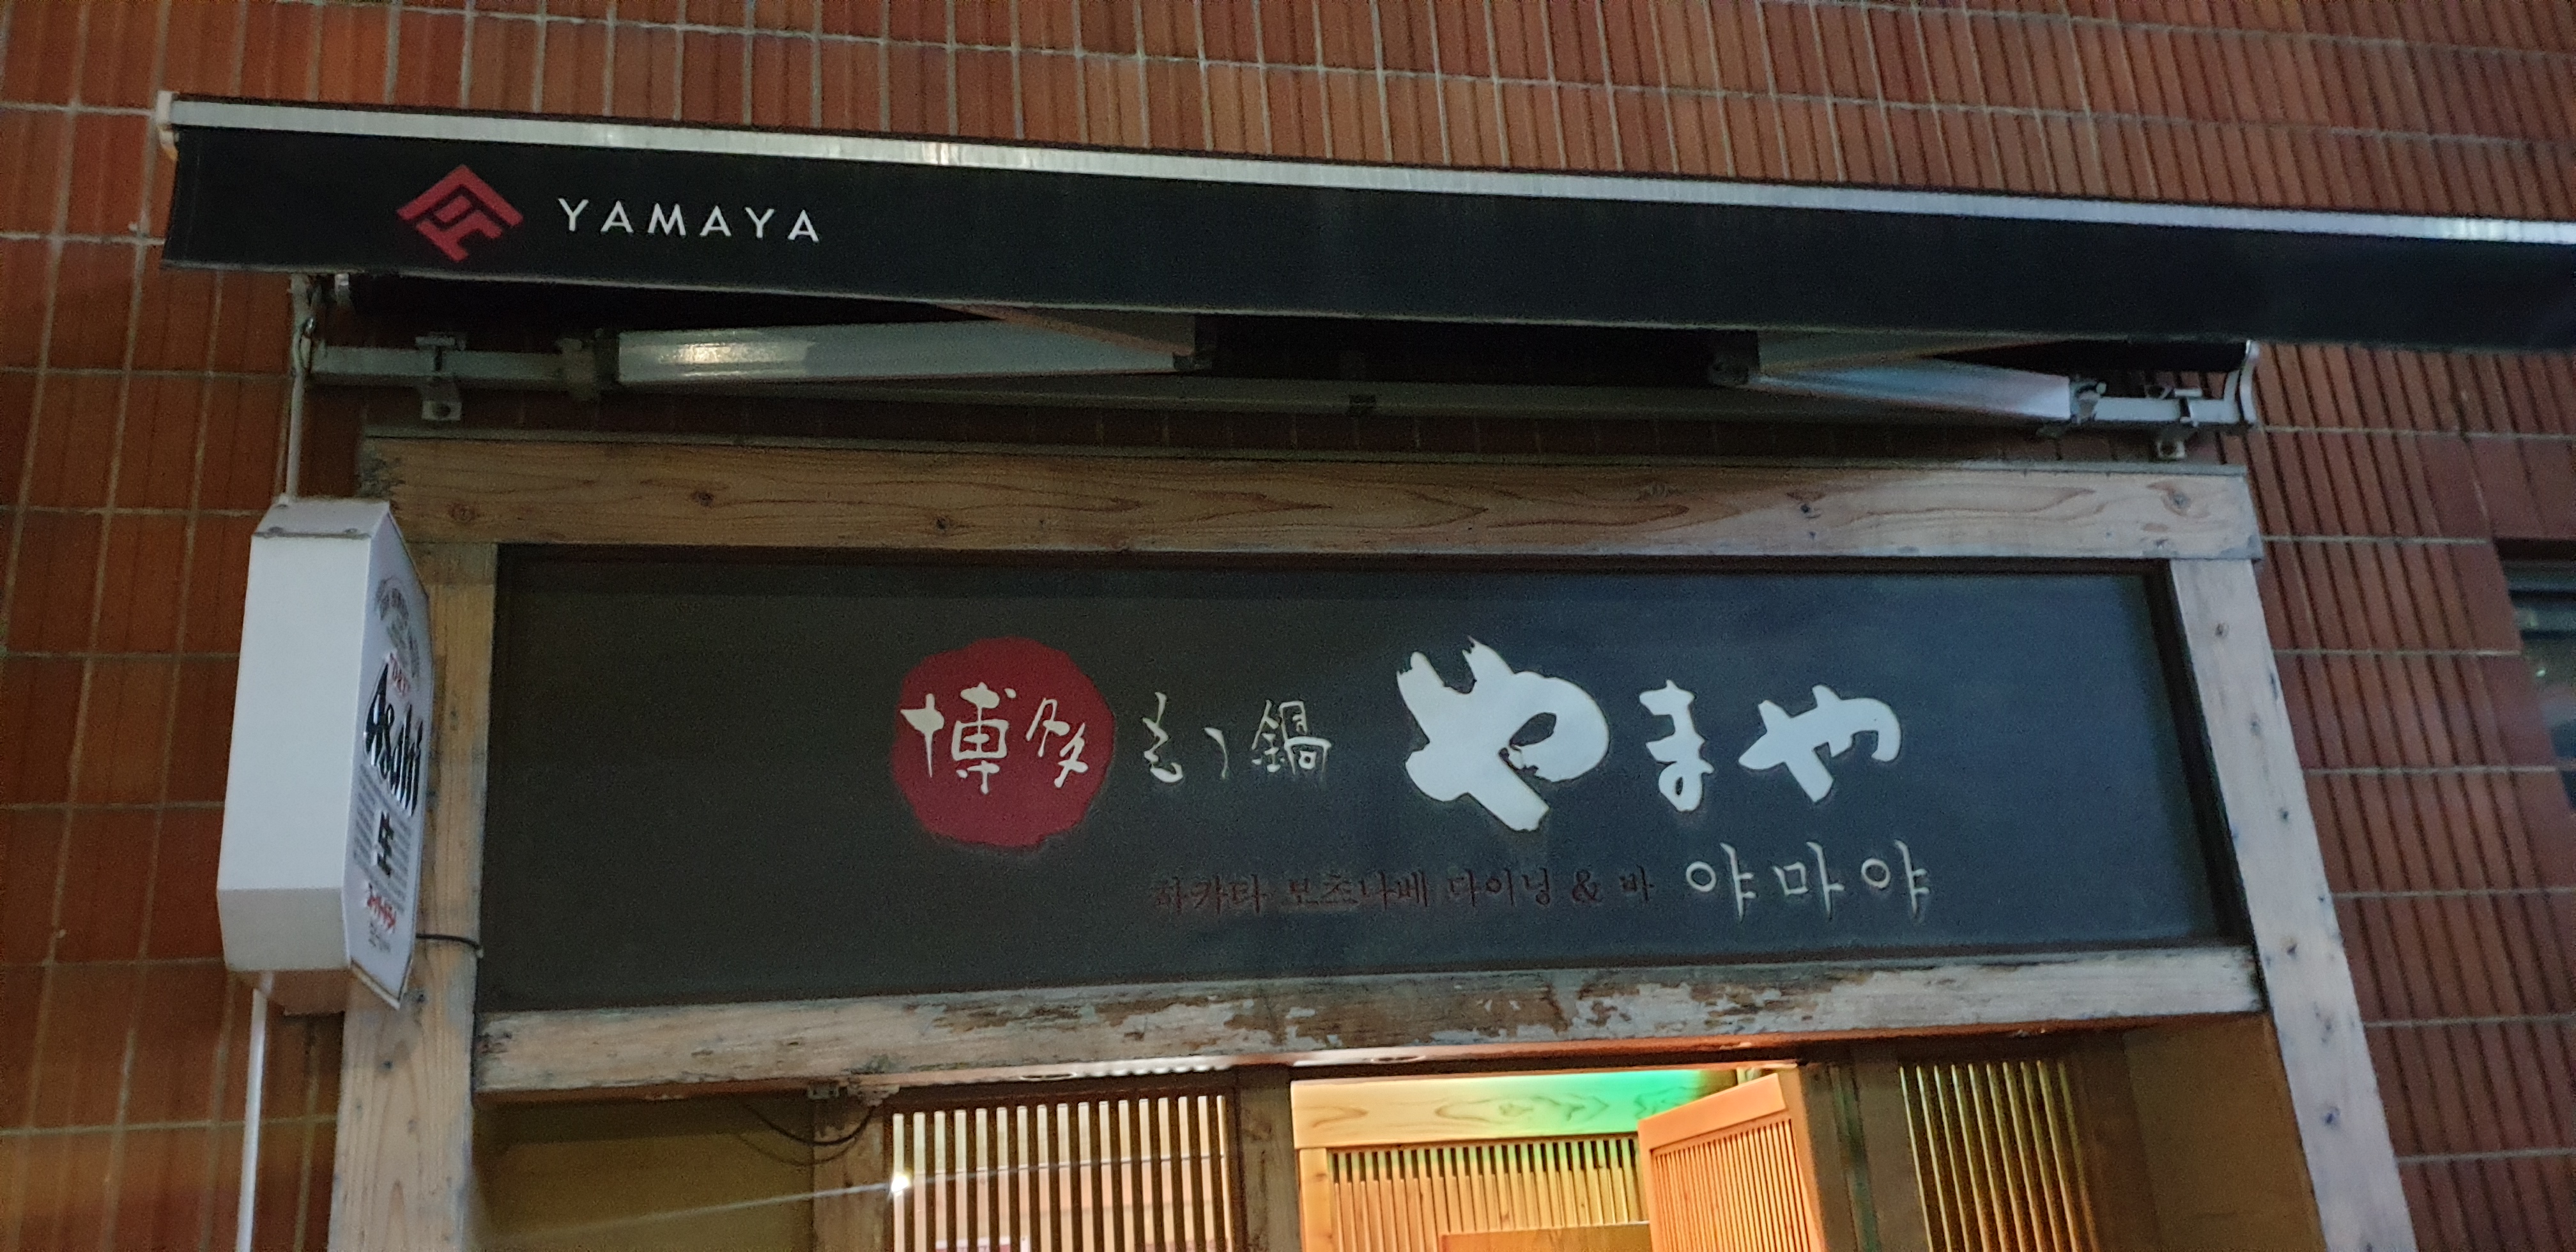 YAMAYA
博多 もつ鍋 やまや
하카타 모츠나베 다이닝 & 바 야마야
"DRY"
Asahi
生